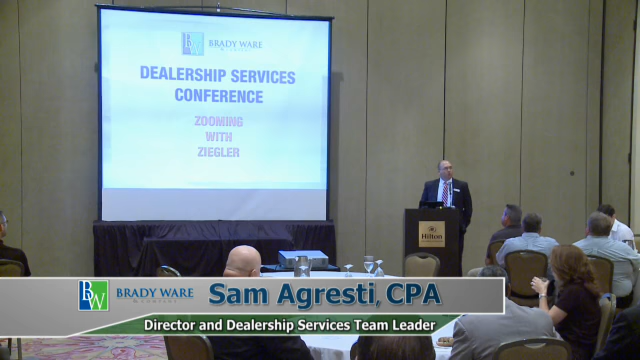 BW
BRADY WARE
DEALERSHIP SERVICES
CONFERENCE
ZOOMING
WITH
ZIEGLER
Hilton
BW
BRADY WARE
Sam Agresti, CPA
Director and Dealership Services Team Leader